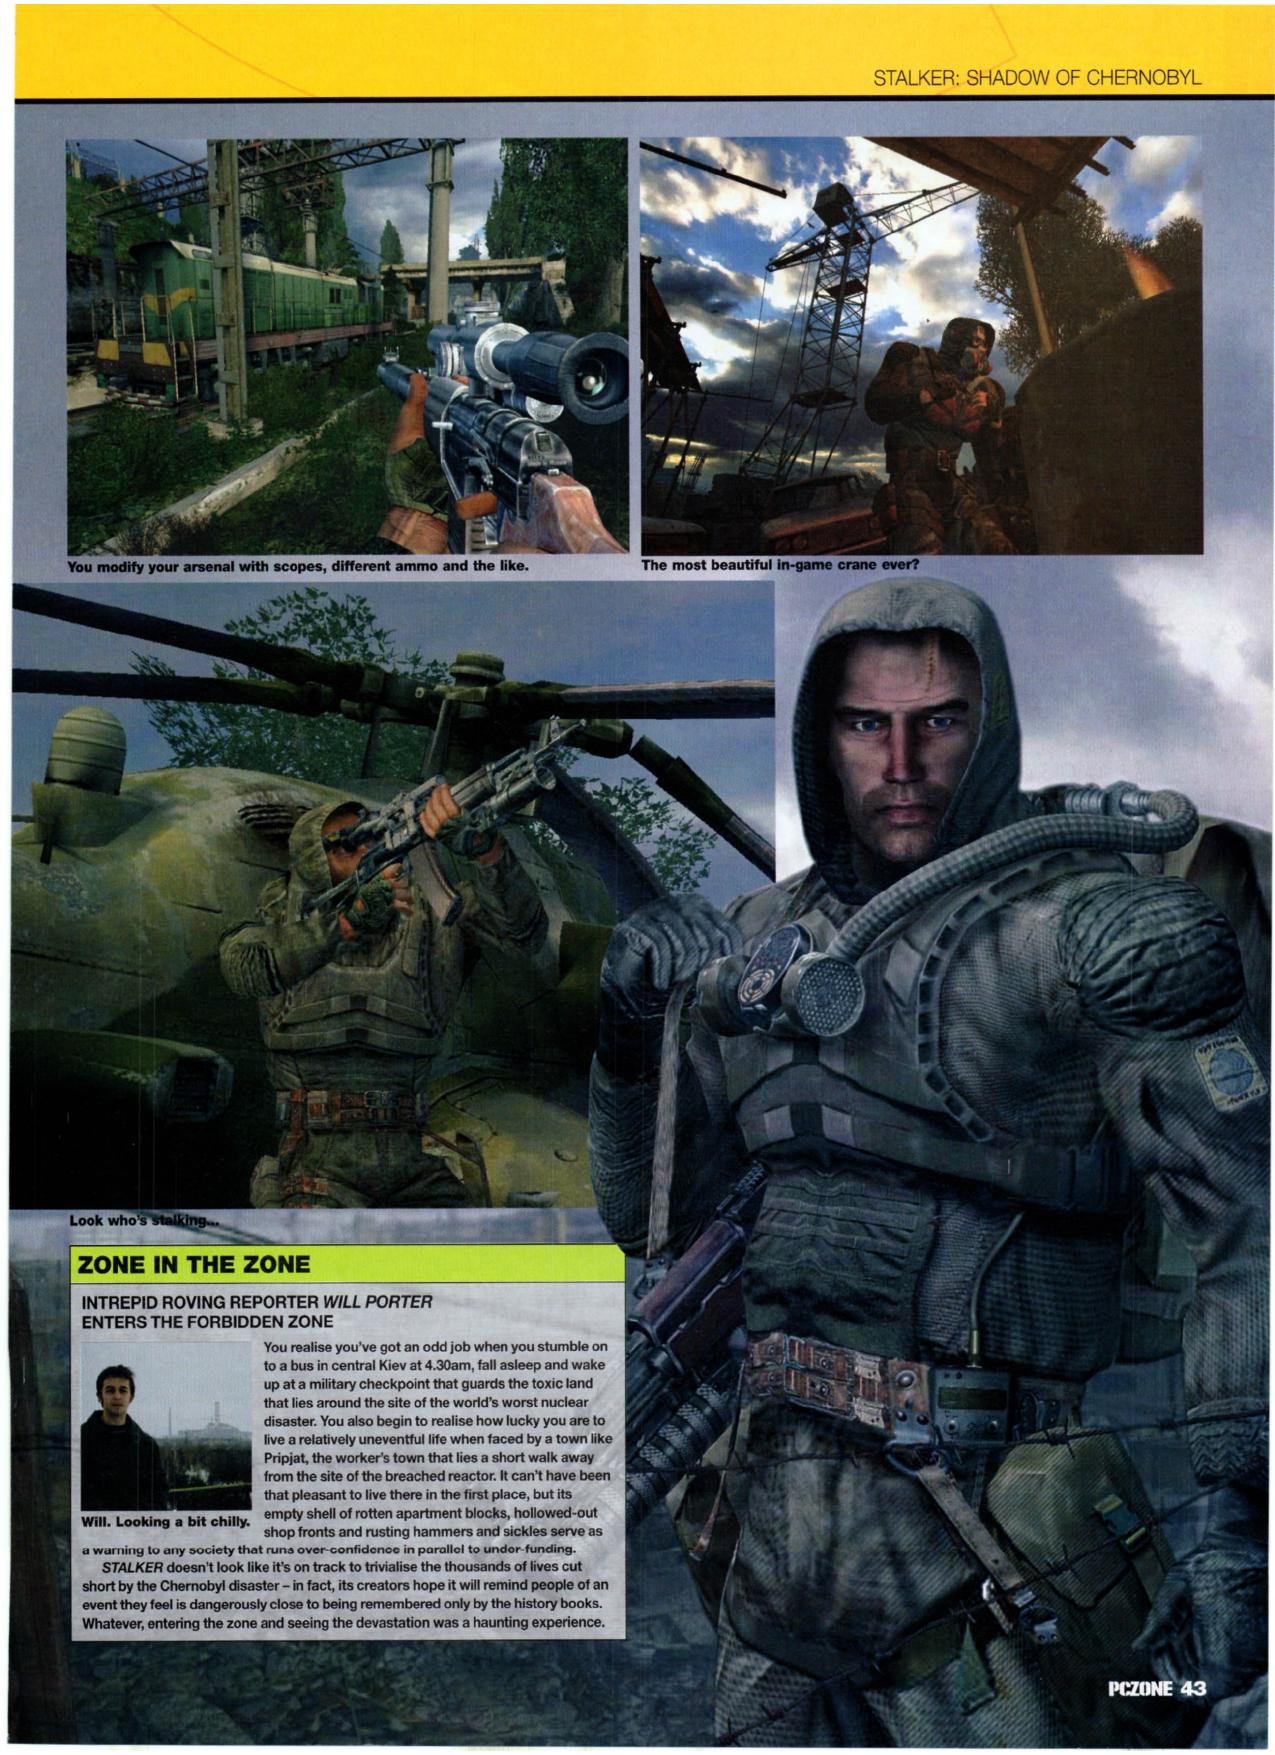 STALKER: SHADOW OF CHERNOBYL
You modify your arsenal with scopes, different ammo and the like.
The most beautiful in-game crane ever?
Look who's stalking...
ZONE IN THE ZONE
INTREPID ROVING REPORTER WILL PORTER
ENTERS THE FORBIDDEN ZONE
You realise you've got an odd job when you stumble on
to a bus in central Kiev at 4.30am, fall asleep and wake
up at a military checkpoint that guards the toxic land
that lies around the site of the world's worst nuclear
disaster. You also begin to realise how lucky you are to
live a relatively uneventful life when faced by a town like
Pripjat, the worker's town that lies a short walk away
from the site of the breached reactor. It can't have been
that pleasant to live there in the first place, but its
empty shell of rotten apartment blocks, hollowed-out
shop fronts and rusting hammers and sickles serve as
a warning to any society that runs over-confidence in parallel to under-funding.
STALKER doesn't look like it's on track to trivialise the thousands of lives cut
short by the Chernobyl disaster – in fact, its creators hope it will remind people of an
event they feel is dangerously close to being remembered only by the history books.
Whatever, entering the zone and seeing the devastation was a haunting experience.
Will. Looking a bit chilly.
PCZONE 43